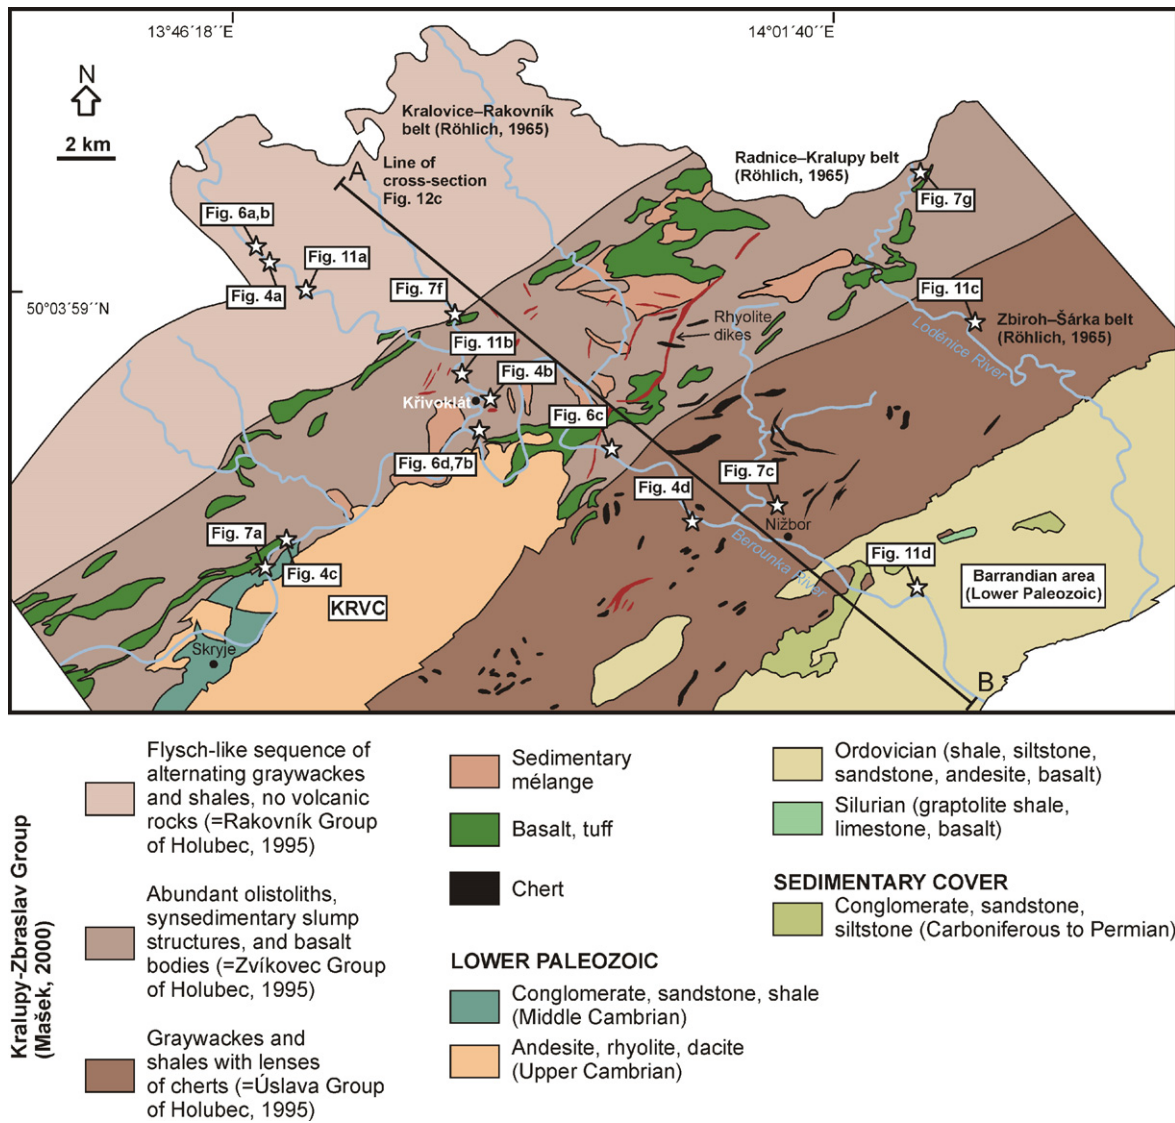 13°46´18´´E
14°01´40´´E
N
2 km
Kralovice–Rakovník
belt (Röhlich, 1965)
A
Line of
cross-section
Fig. 12c
Radnice–Kralupy belt
(Röhlich, 1965)
Fig. 7g
Fig. 6a,b
Fig. 11a
Fig. 4a
50°03´59´´N
Fig. 7f
Fig. 11c
Rhyolite
dikes
Zbiroh–Šárka belt
(Röhlich, 1965)
Loděnice River
Fig. 11b
Fig. 4b
Křivoklát
Fig. 6c
Fig. 6d,7b
Fig. 7c
Fig. 4d
Nižbor
Berounka River
Fig. 7a
Fig. 4c
Fig. 11d
Barrandian area
(Lower Paleozoic)
KRVC
Skryje
B
Kralupy-Zbraslav Group
(Mašek, 2000)
Flysch-like sequence of
alternating graywackes
and shales, no volcanic
rocks (=Rakovník Group
of Holubec, 1995)
Abundant olistoliths,
synsedimentary slump
structures, and basalt
bodies (=Zvíkovec Group
of Holubec, 1995)
Graywackes and
shales with lenses
of cherts (=Úslava Group
of Holubec, 1995)
Sedimentary
mélange
Basalt, tuff
Chert
LOWER PALEOZOIC
Conglomerate, sandstone, shale
(Middle Cambrian)
Andesite, rhyolite, dacite
(Upper Cambrian)
Ordovician (shale, siltstone,
sandstone, andesite, basalt)
Silurian (graptolite shale,
limestone, basalt)
SEDIMENTARY COVER
Conglomerate, sandstone,
siltstone (Carboniferous to Permian)